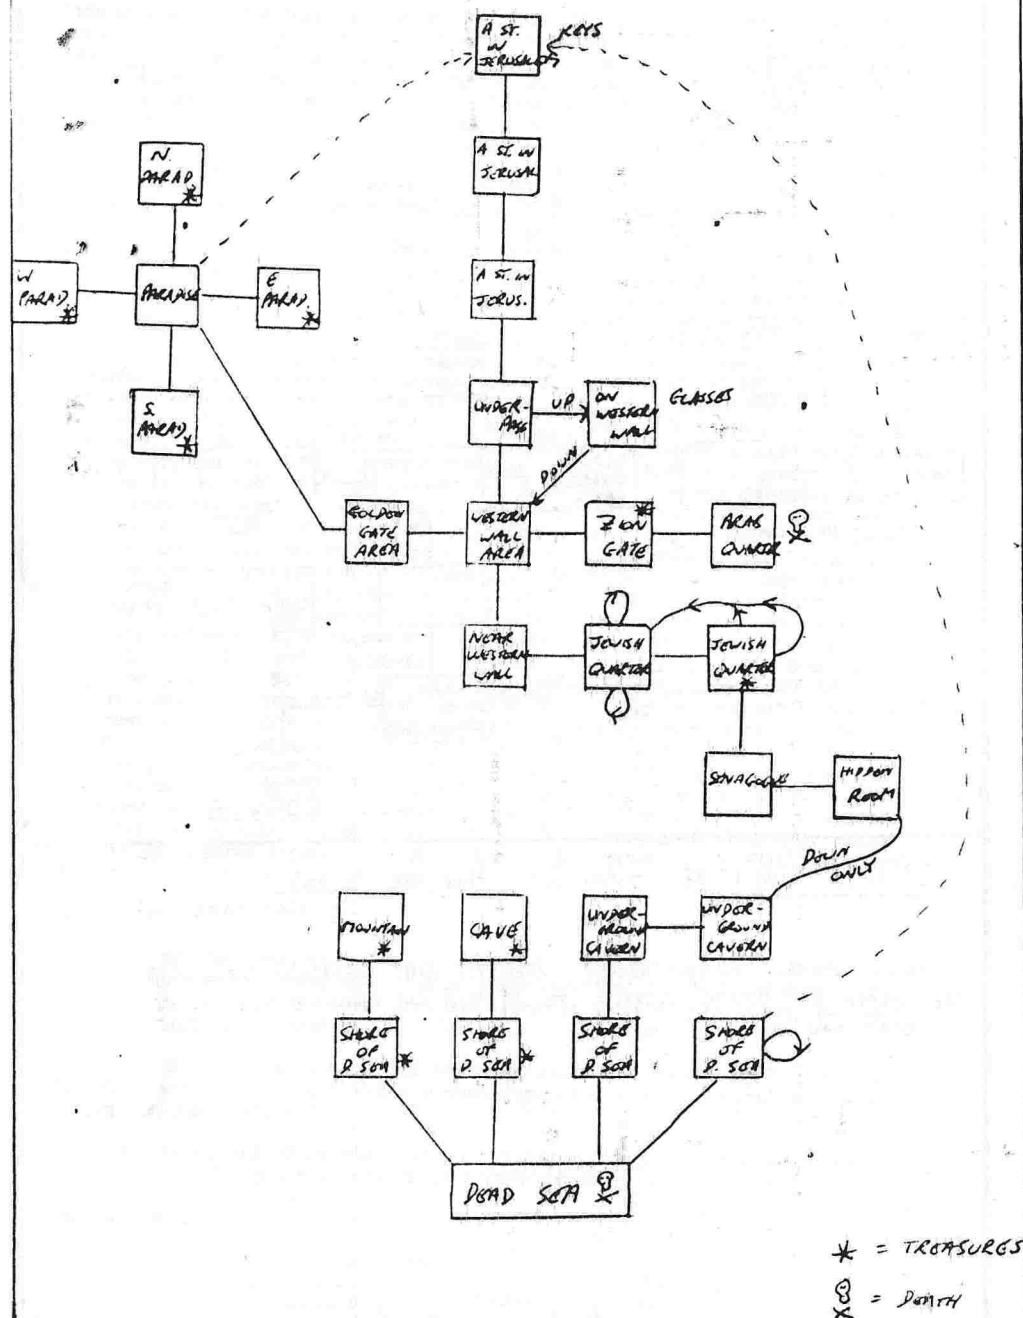 A ST.
IN
JERUSALEM
KEYS
A ST. IN
JERUSAL
N.
PARAD.
W
PARAD.
PARADISE
E
PARAD.
A ST. IN
JERUS.
S.
PARAD.
UNDER-
PASS
UP
ON
WESTERN
WALL
GLASSES
DOWN
GOLDEN
GATE
AREA
WESTERN
WALL
AREA
ZION
GATE
ARAB
QUARTER
NEAR
WESTERN
WALL
JEWISH
QUARTER
JEWISH
QUARTER
SYNAGOGUE
HIDDEN
ROOM
DOWN
ONLY
MOUNTAIN
CAVE
UNDER-
GROUND
CAVERN
UNDER-
GROUND
CAVERN
SHORE
OF
D. SEA
SHORE
OF
D. SEA
SHORE
OF
D. SEA
SHORE
OF
D. SEA
DEAD SEA
* = TREASURES
= DEATH